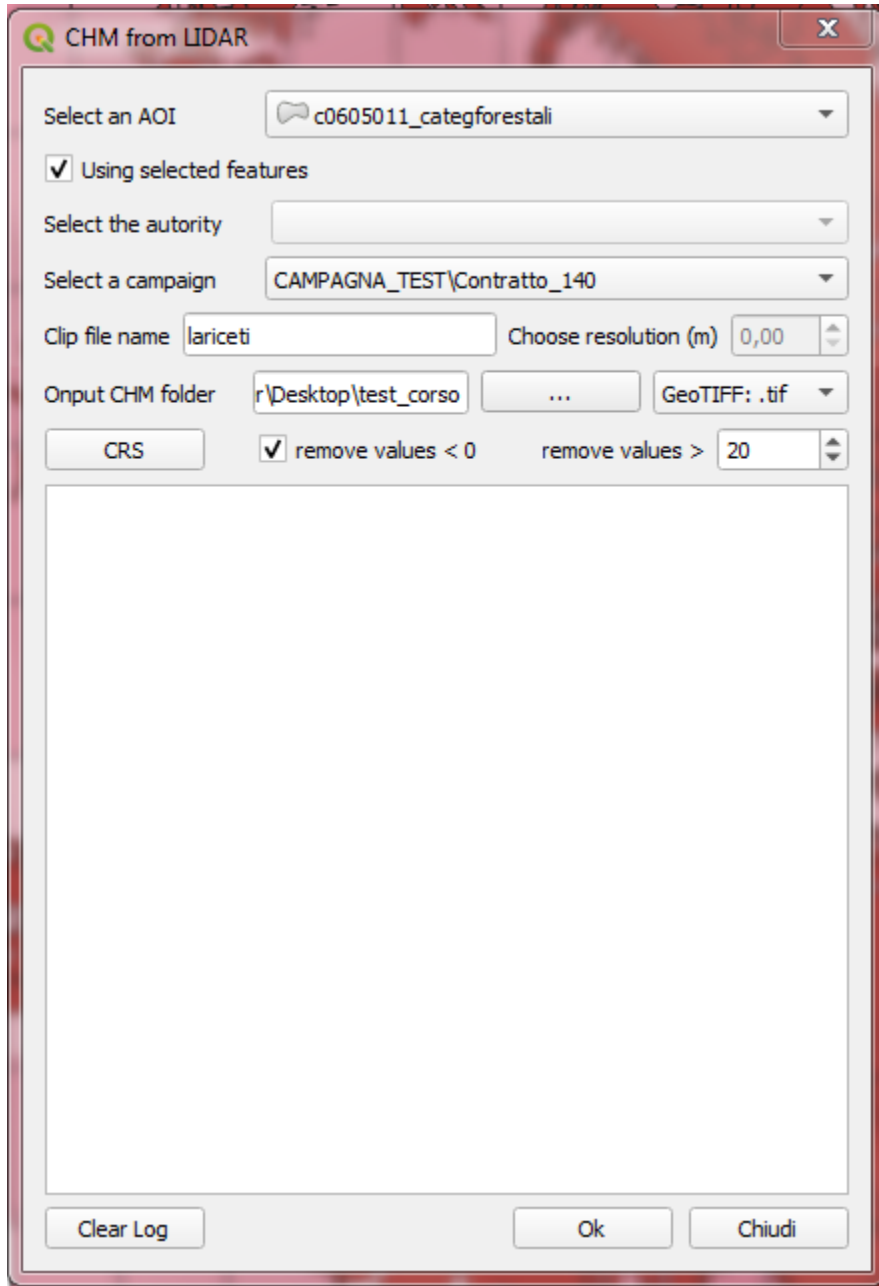 CHM from LIDAR
Select an AOI c0605011_categforestali
Using selected features
Select the autority
Select a campaign CAMPAGNA_TEST\Contratto_140
Clip file name lariceti Choose resolution (m) 0,00
Onput CHM folder r\Desktop\test_corso ... GeoTIFF: .tif
CRS remove values < 0 remove values > 20
Clear Log Ok Chiudi